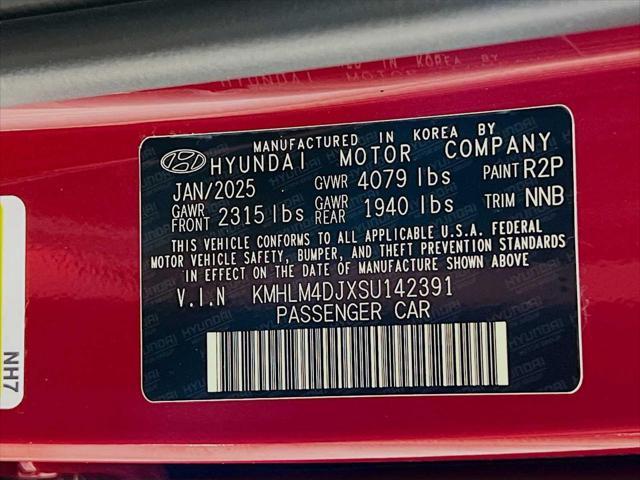 MANUFACTURED IN KOREA BY
HYUNDAI MOTOR COMPANY
JAN/2025 GVWR 4079 lbs PAINT R2P
GAWR FRONT 2315 lbs GAWR REAR 1940 lbs TRIM NNB
THIS VEHICLE CONFORMS TO ALL APPLICABLE U.S.A. FEDERAL
MOTOR VEHICLE SAFETY, BUMPER, AND THEFT PREVENTION STANDARDS
IN EFFECT ON THE DATE OF MANUFACTURE SHOWN ABOVE.
V.I.N KMHLM4DJXSU142391
PASSENGER CAR
NH7